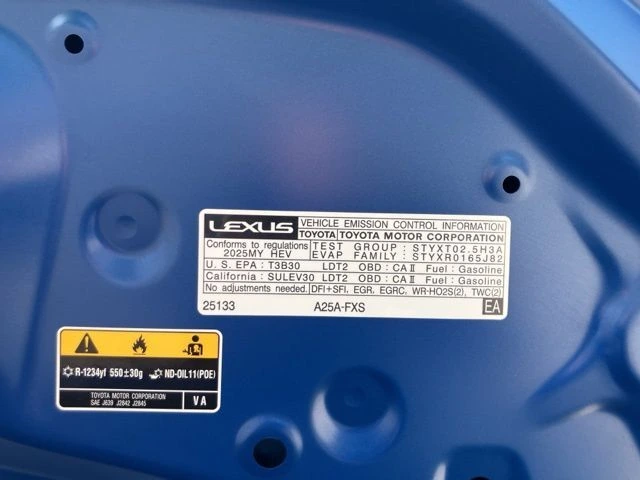 LEXUS VEHICLE EMISSION CONTROL INFORMATION
TOYOTA TOYOTA MOTOR CORPORATION
Conforms to regulations TEST GROUP : STYXT02.5H3A
2025MY HEV EVAP FAMILY : STYXR0165J82
U.S. EPA : T3B30 LDT2 OBD : CAⅡ Fuel : Gasoline
California : SULEV30 LDT2 OBD : CAⅡ Fuel : Gasoline
No adjustments needed. DFI+SFI, EGR, EGRC, WR-HO2S(2), TWC(2)
25133 A25A-FXS EA
R-1234yf 550±30g ND-OIL11(POE)
TOYOTA MOTOR CORPORATION
SAE J639 J2842 J2845 VA